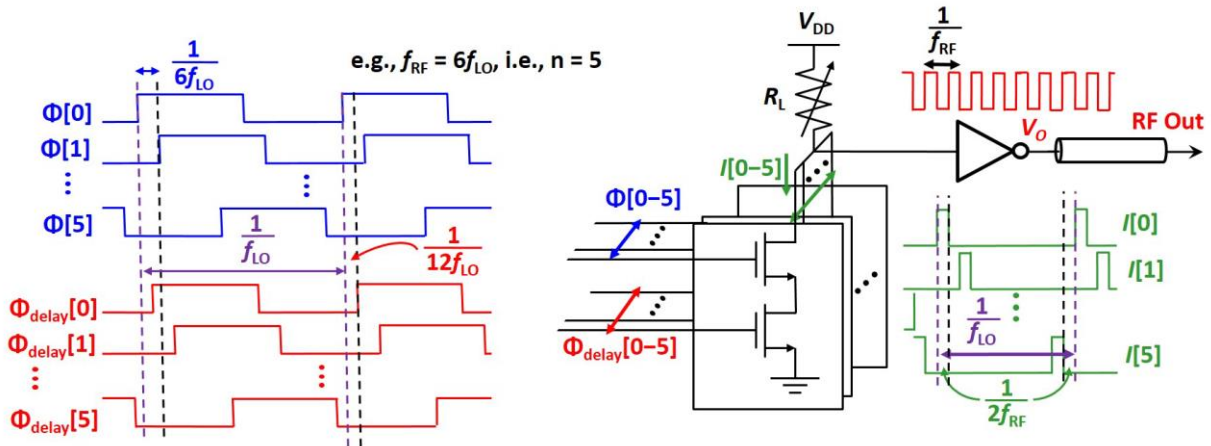 1
6fLO
e.g., fRF = 6fLO, i.e., n = 5
Φ[0]
Φ[1]
Φ[5]
1
fLO
1
12fLO
Φdelay[0]
Φdelay[1]
Φdelay[5]
VDD
RL
I[0−5]
Φ[0−5]
Φdelay[0−5]
1
fRF
VO
RF Out
I[0]
I[1]
1
fLO
I[5]
1
2fRF